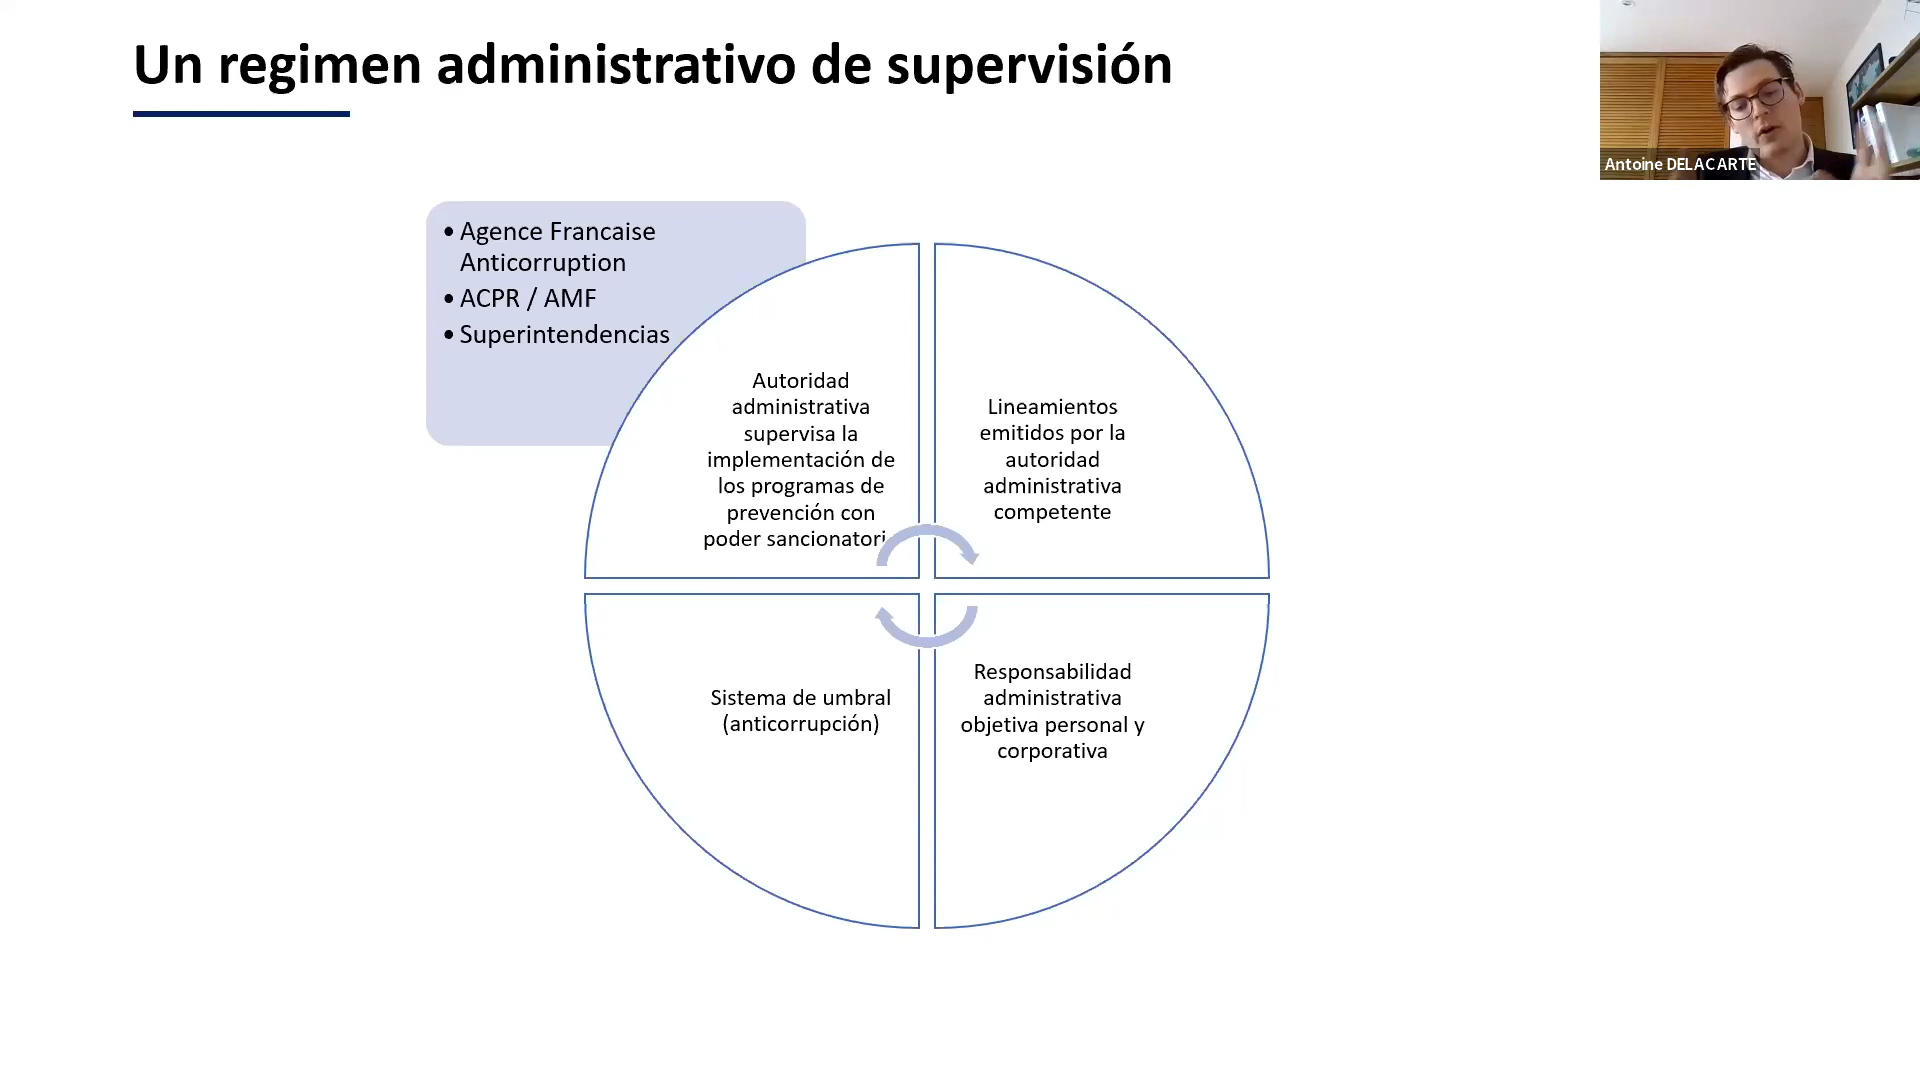 Un regimen administrativo de supervisión
Antoine DELACARTE
• Agence Francaise
Anticorruption
• ACPR / AMF
• Superintendencias
Autoridad
administrativa
supervisa la
implementación de
los programas de
prevención con
poder sancionatori
Lineamientos
emitidos por la
autoridad
administrativa
competente
Sistema de umbral
(anticorrupción)
Responsabilidad
administrativa
objetiva personal y
corporativa